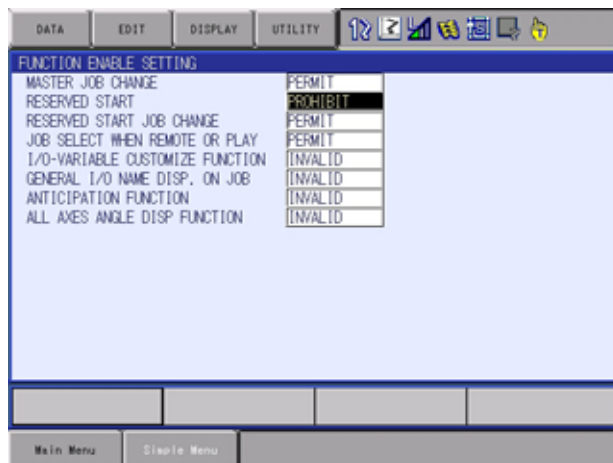 DATA EDIT DISPLAY UTILITY
FUNCTION ENABLE SETTING
MASTER JOB CHANGE PERMIT
RESERVED START PROHIBIT
RESERVED START JOB CHANGE PERMIT
JOB SELECT WHEN REMOTE OR PLAY PERMIT
I/O-VARIABLE CUSTOMIZE FUNCTION INVALID
GENERAL I/O NAME DISP. ON JOB INVALID
ANTICIPATION FUNCTION INVALID
ALL AXES ANGLE DISP FUNCTION INVALID
Main Menu Simple Menu